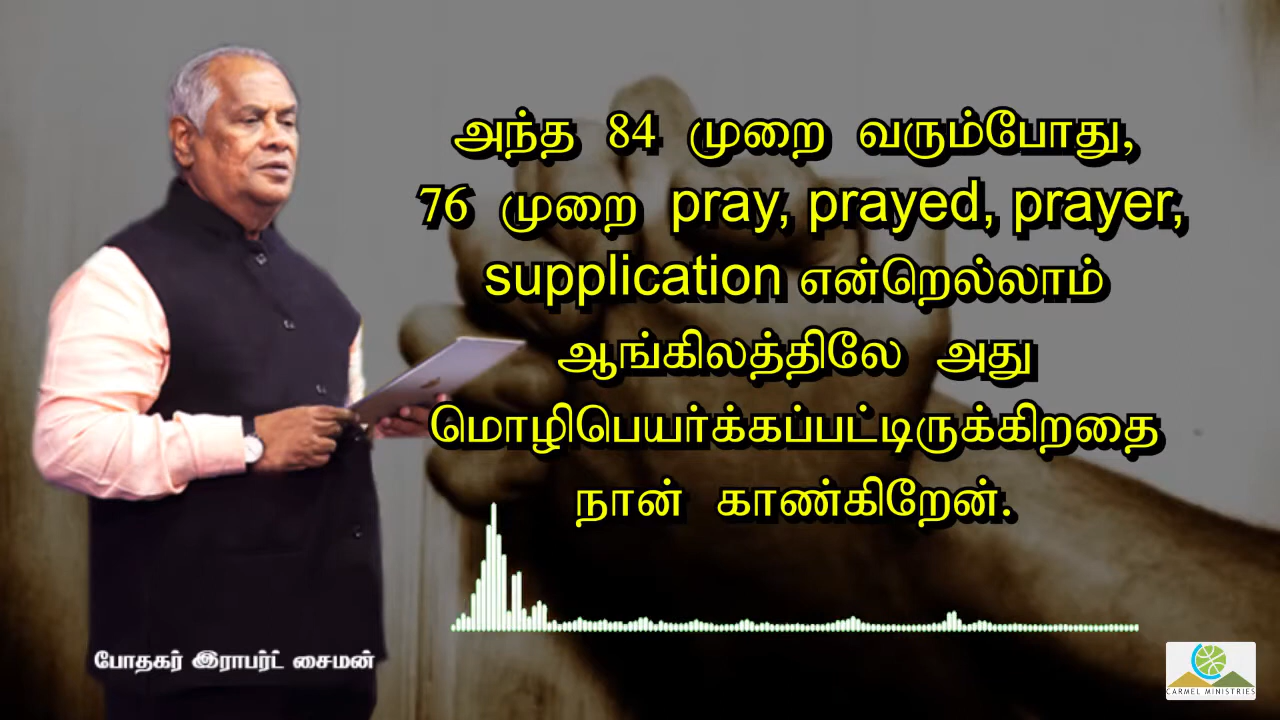 அந்த 84 முறை வரும்போது,
76 முறை pray, prayed, prayer,
supplication என்றெல்லாம்
ஆங்கிலத்திலே அது
மொழிபெயர்க்கப்பட்டிருக்கிறதை
நான் காண்கிறேன்.
போதகர் இராபர்ட் சைமன்
CARMEL MINISTRIES